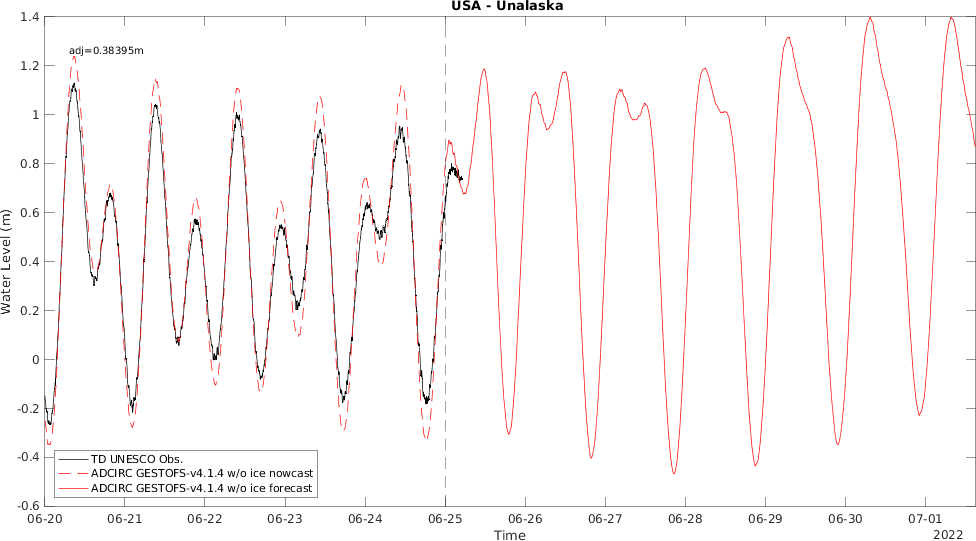 USA - Unalaska
adj=0.38395m
1.4
1.2
1
0.8
0.6
0.4
0.2
0
-0.2
-0.4
-0.6
Water Level (m)
TD UNESCO Obs.
ADCIRC GESTOFS-v4.1.4 w/o ice nowcast
ADCIRC GESTOFS-v4.1.4 w/o ice forecast
06-20 06-21 06-22 06-23 06-24 06-25 06-26 06-27 06-28 06-29 06-30 07-01
Time
2022